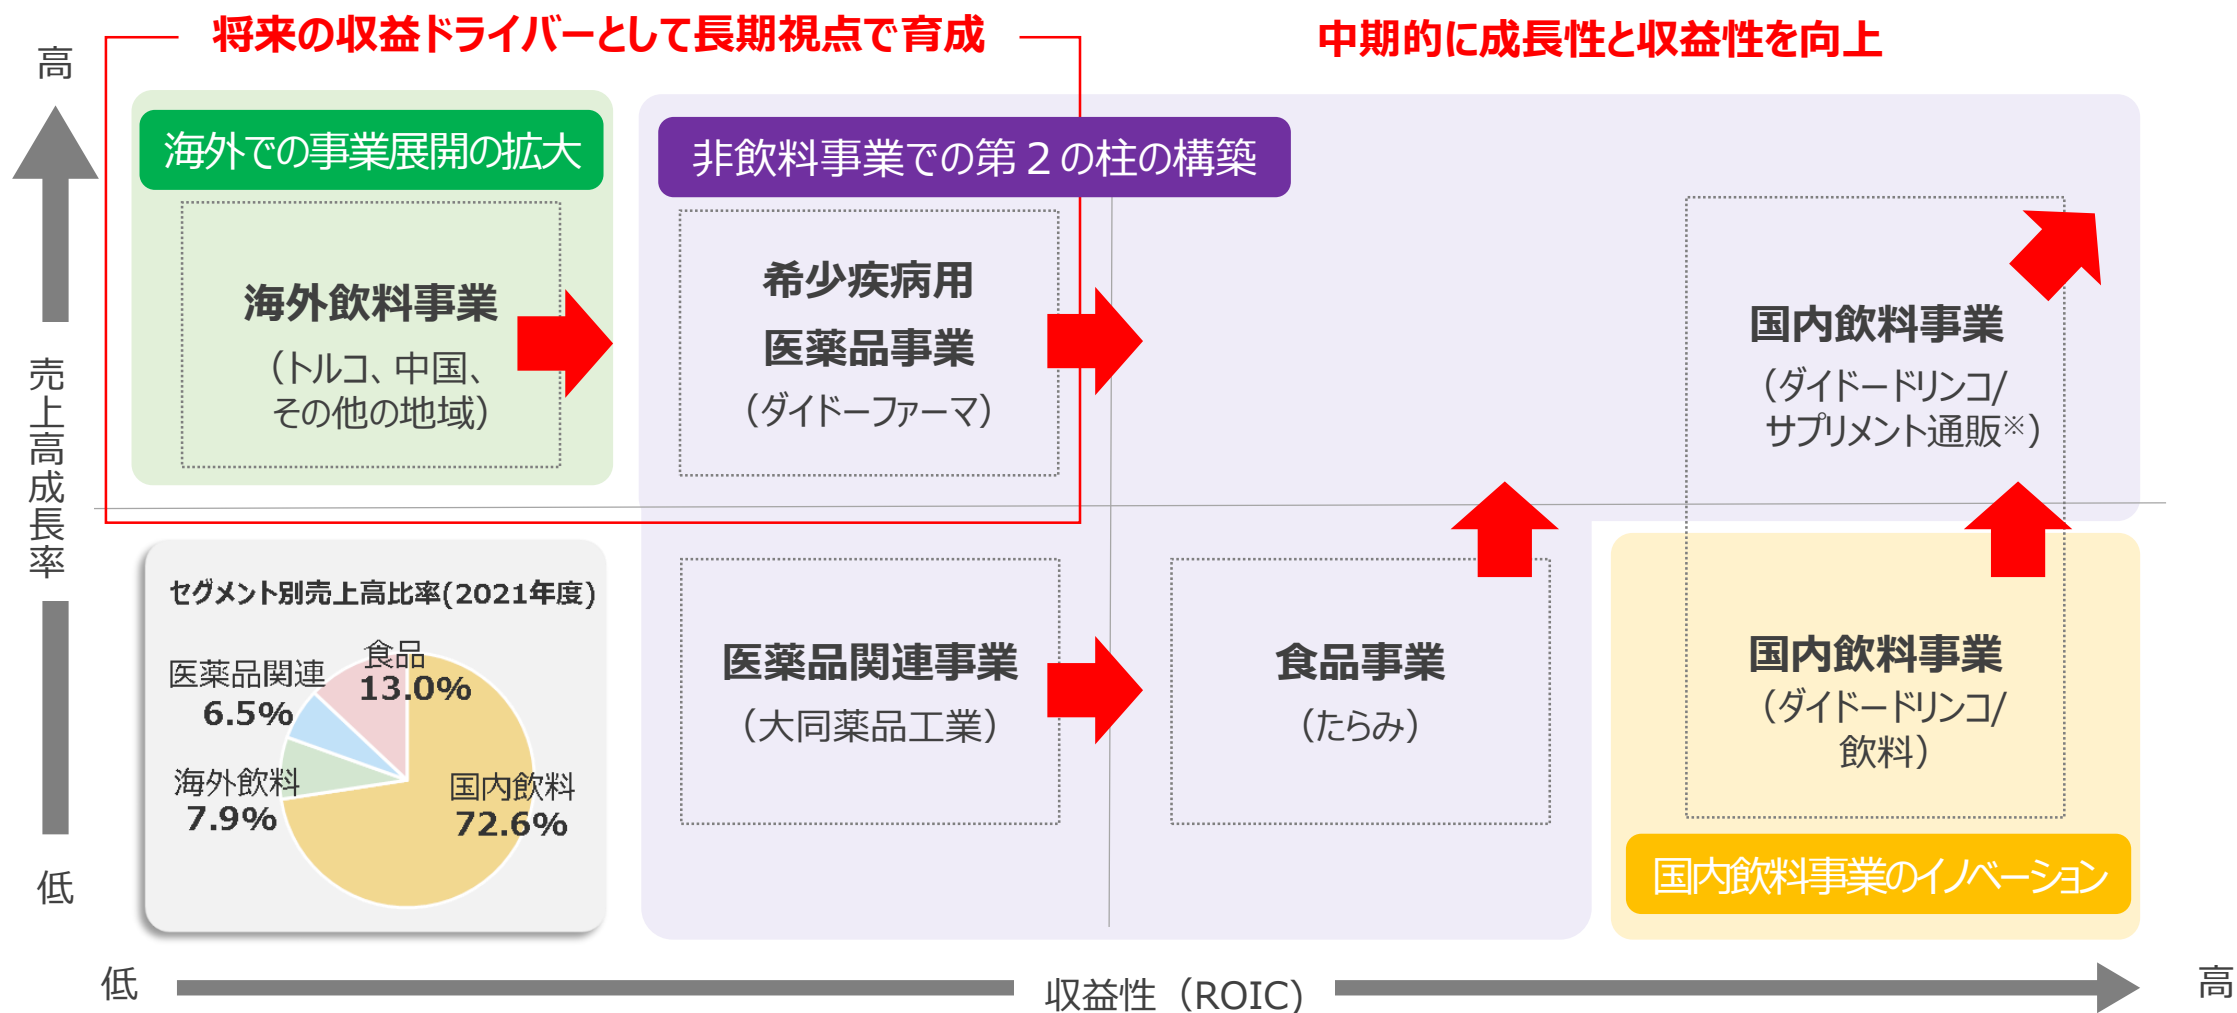 将来の収益ドライバーとして長期視点で育成
中期的に成長性と収益性を向上
高
海外での事業展開の拡大
非飲料事業での第２の柱の構築
海外飲料事業
（トルコ、中国、
その他の地域）
希少疾病用
医薬品事業
（ダイドーファーマ）
国内飲料事業
（ダイドードリンコ/
サプリメント通販※）
売上高成長率
セグメント別売上高比率(2021年度)
食品
13.0%
医薬品関連
6.5%
海外飲料
7.9%
国内飲料
72.6%
医薬品関連事業
（大同薬品工業）
食品事業
（たらみ）
国内飲料事業
（ダイドードリンコ/
飲料）
国内飲料事業のイノベーション
低
低
収益性（ROIC)
高